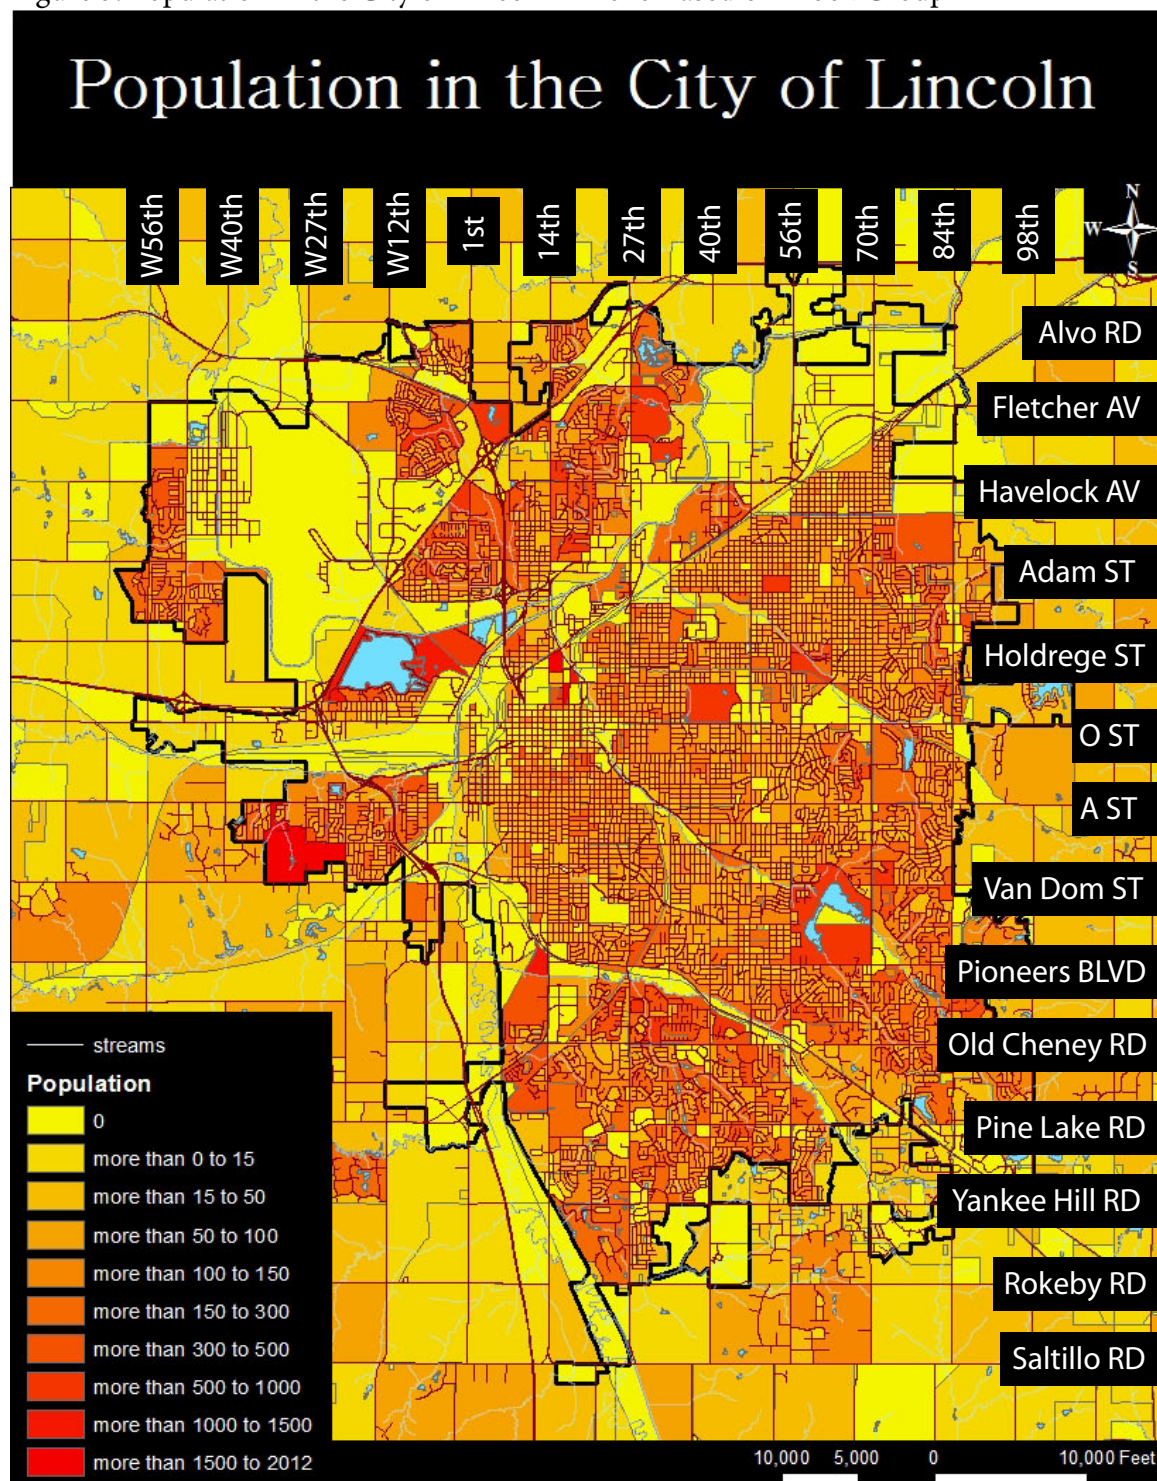 Population in the City of Lincoln
W56th
W40th
W27th
W12th
1st
14th
27th
40th
56th
70th
84th
98th
N
W
S
Alvo RD
Fletcher AV
Havelock AV
Adam ST
Holdrege ST
O ST
A ST
Van Dom ST
Pioneers BLVD
Old Cheney RD
Pine Lake RD
Yankee Hill RD
Rokeby RD
Saltillo RD
streams
Population
0
more than 0 to 15
more than 15 to 50
more than 50 to 100
more than 100 to 150
more than 150 to 300
more than 300 to 500
more than 500 to 1000
more than 1000 to 1500
more than 1500 to 2012
10,000 5,000 0 10,000 Feet